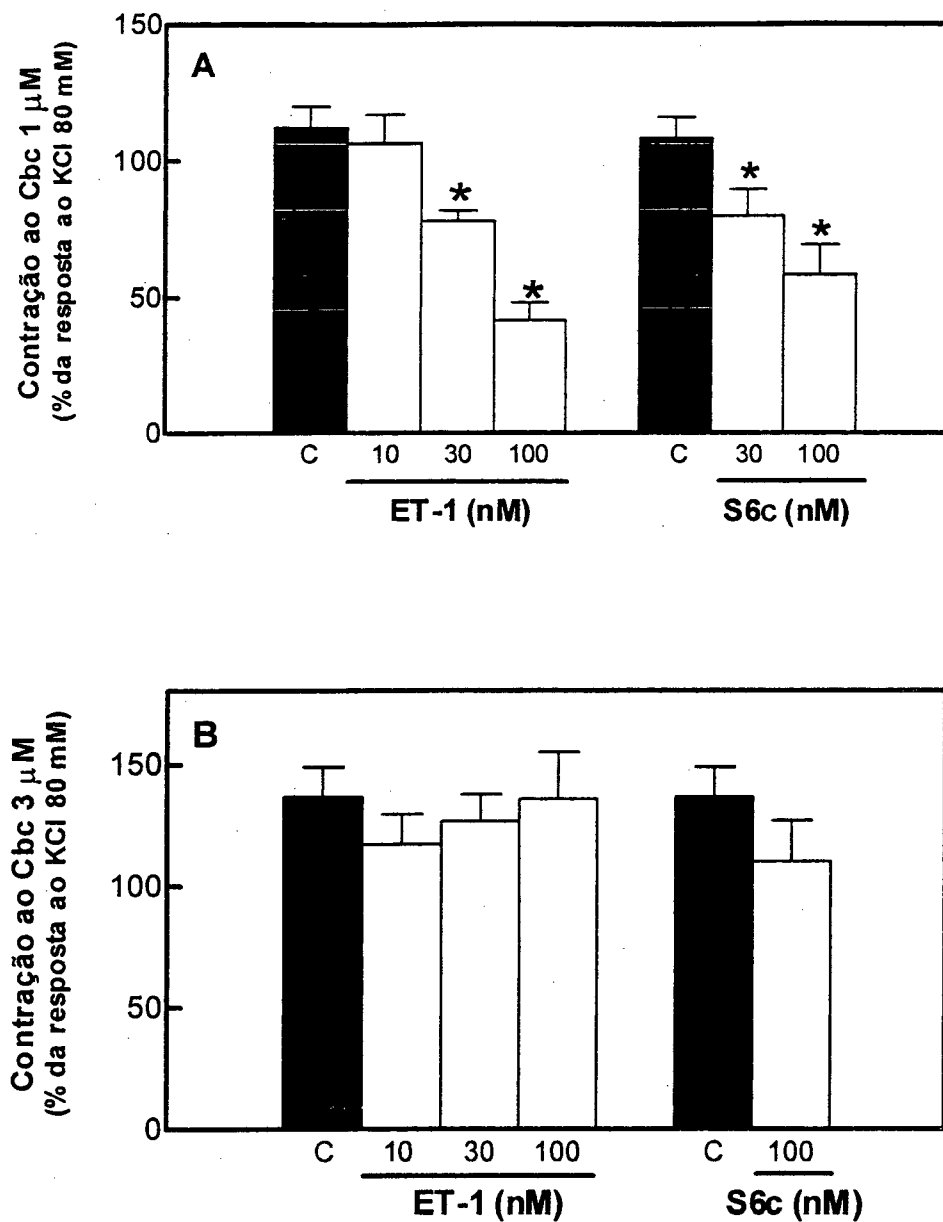 150
A
Contração ao Cbc 1 µM
(% da resposta ao KCl 80 mM)
100
50
0
*
*
*
*
C 10 30 100 C 30 100
ET-1 (nM) S6c (nM)
B
Contração ao Cbc 3 µM
(% da resposta ao KCl 80 mM)
150
100
50
0
C 10 30 100 C 100
ET-1 (nM) S6c (nM)